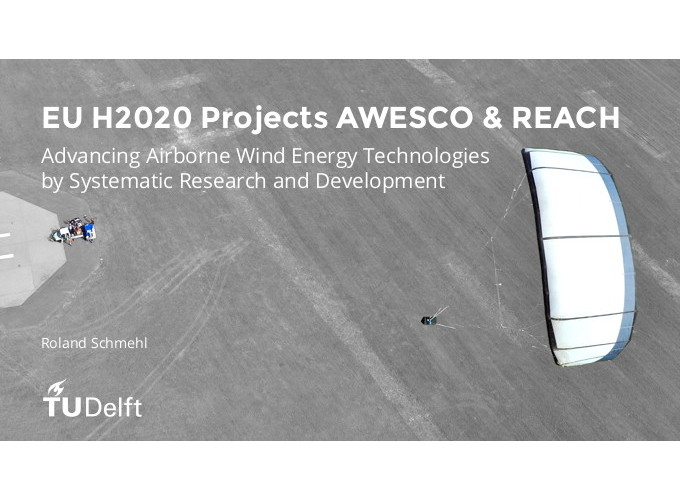 EU H2020 Projects AWESCO & REACH
Advancing Airborne Wind Energy Technologies
by Systematic Research and Development
Roland Schmehl
TUDelft